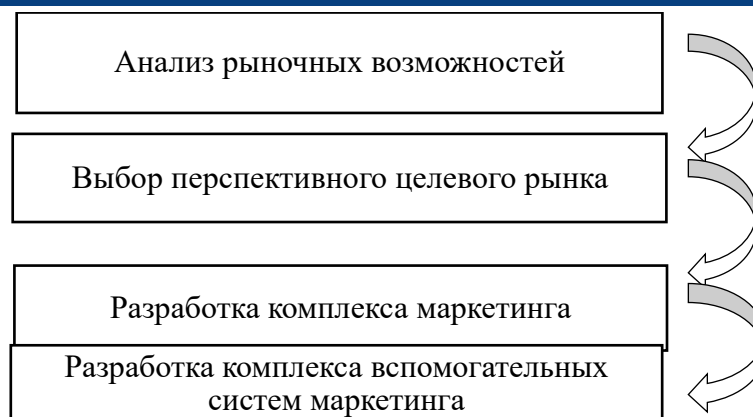 Анализ рыночных возможностей
Выбор перспективного целевого рынка
Разработка комплекса маркетинга
Разработка комплекса вспомогательных
систем маркетинга